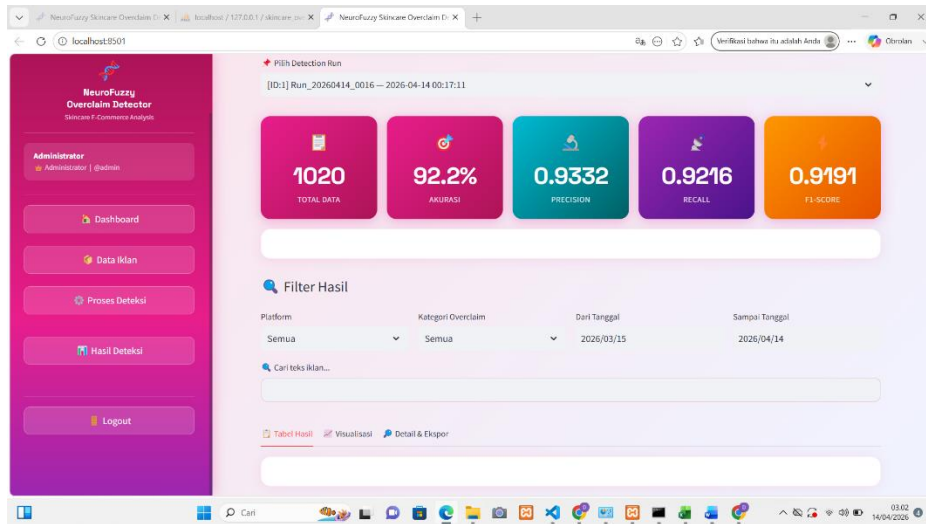 NeuroFuzzy Skincare Overclaim De
localhost / 127.0.0.1 / skincare_ov
NeuroFuzzy Skincare Overclaim De
localhost:8501
Verifikasi bahwa itu adalah Anda
Obrolan
NeuroFuzzy
Overclaim Detector
Skincare E-Commerce Analysis
Administrator
Administrator | @admin
Dashboard
Data Iklan
Proses Deteksi
Hasil Deteksi
Logout
Pilih Detection Run
[ID:1] Run_20260414_0016 — 2026-04-14 00:17:11
1020
TOTAL DATA
92.2%
AKURASI
0.9332
PRECISION
0.9216
RECALL
0.9191
F1-SCORE
Filter Hasil
Platform
Kategori Overclaim
Dari Tanggal
Sampai Tanggal
Semua
Semua
2026/03/15
2026/04/14
Cari teks iklan...
Tabel Hasil
Visualisasi
Detail & Ekspor
Cari
03.02
14/04/2026